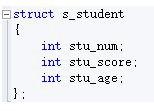 struct s_student
{
    int stu_num;
    int stu_score;
    int stu_age;
};